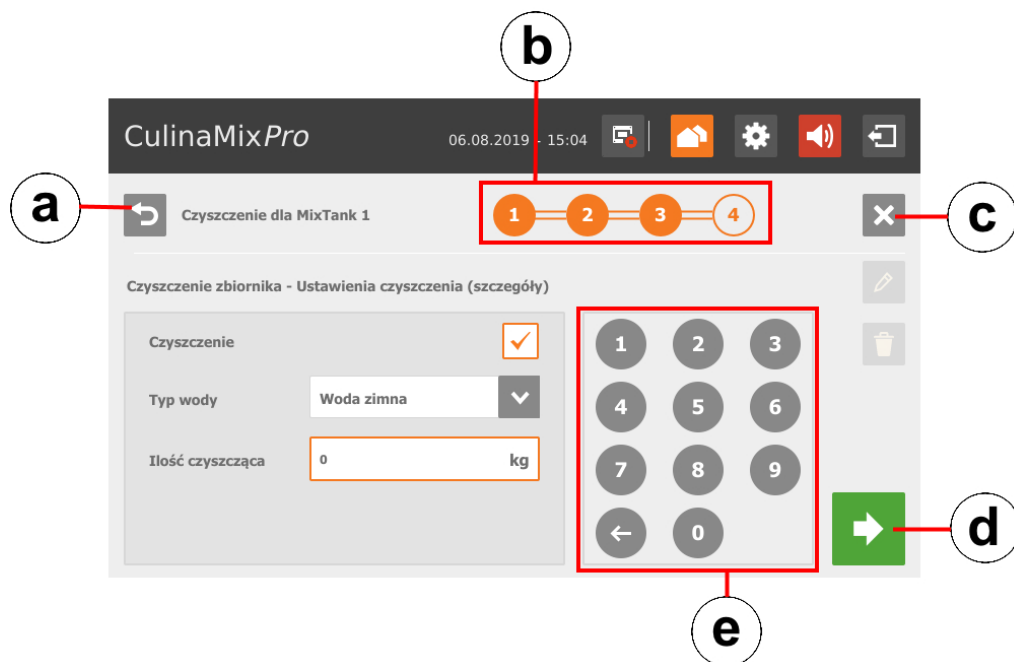 b
CulinaMixPro
06.08.2019 - 15:04
a
Czyszczenie dla MixTank 1
1 2 3 4
c
Czyszczenie zbiornika - Ustawienia czyszczenia (szczegóły)
Czyszczenie
1 2 3
Typ wody
Woda zimna
4 5 6
Ilość czyszcząca
0 kg
7 8 9
0
d
e